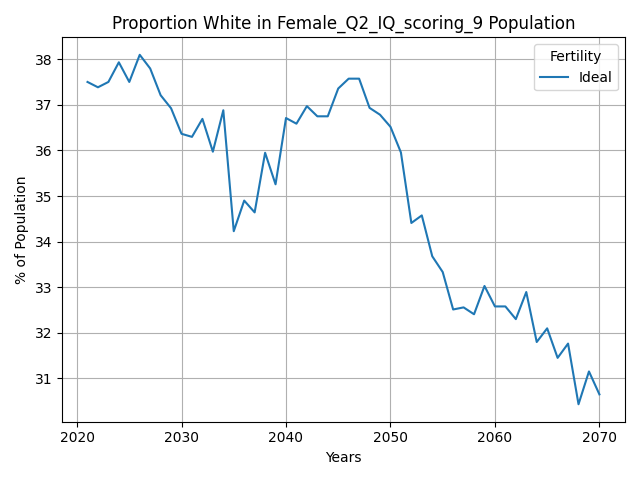 Proportion White in Female_Q2_IQ_scoring_9 Population
Fertility
Ideal
% of Population
38
37
36
35
34
33
32
31
2020 2030 2040 2050 2060 2070
Years